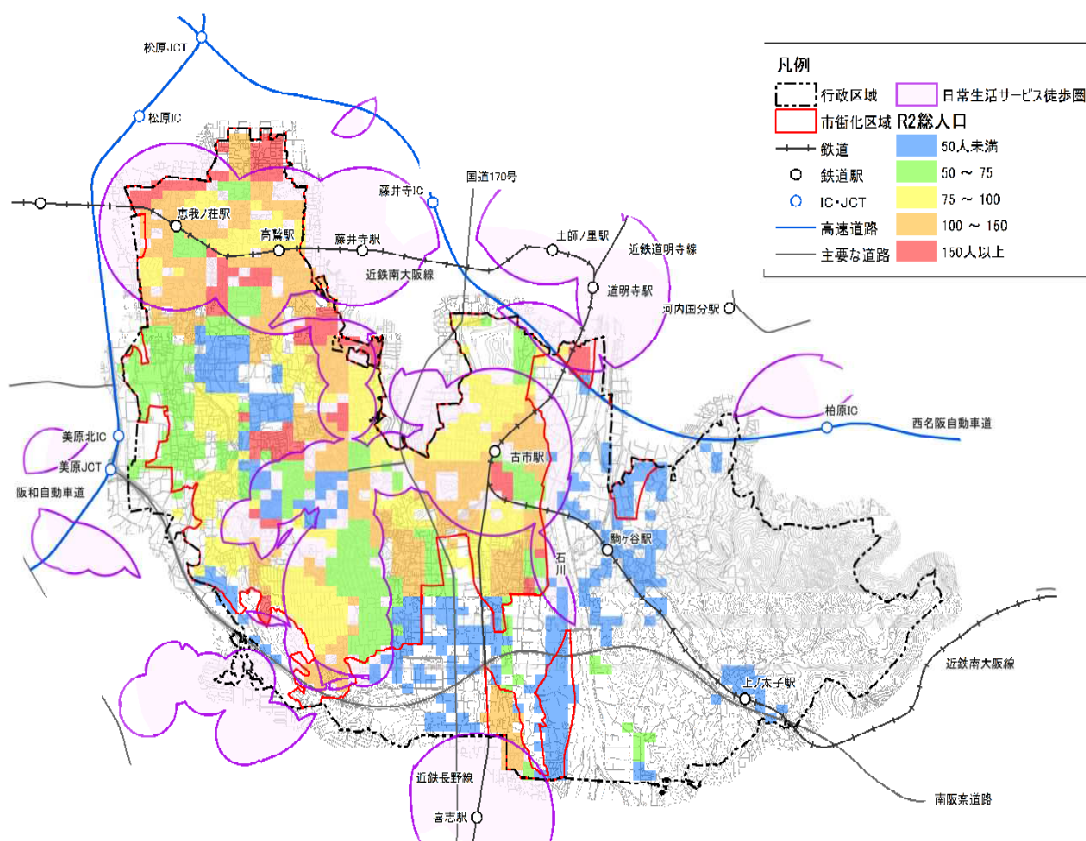 松原JCT
松原IC
藤井寺IC
国道170号
恵我ノ荘駅
高鷲駅
藤井寺駅
近鉄南大阪線
土師ノ里駅
近鉄道明寺線
道明寺駅
河内国分駅
柏原IC
西名阪自動車道
美原北IC
美原JCT
阪和自動車道
古市駅
駒ヶ谷駅
石川
上ノ太子駅
近鉄南大阪線
南阪奈道路
近鉄長野線
富志駅
凡例
行政区域
日常生活サービス徒歩圏
市街化区域
R2総人口
鉄道
50人未満
鉄道駅
50 ～ 75
IC・JCT
75 ～ 100
高速道路
100 ～ 150
主要な道路
150人以上